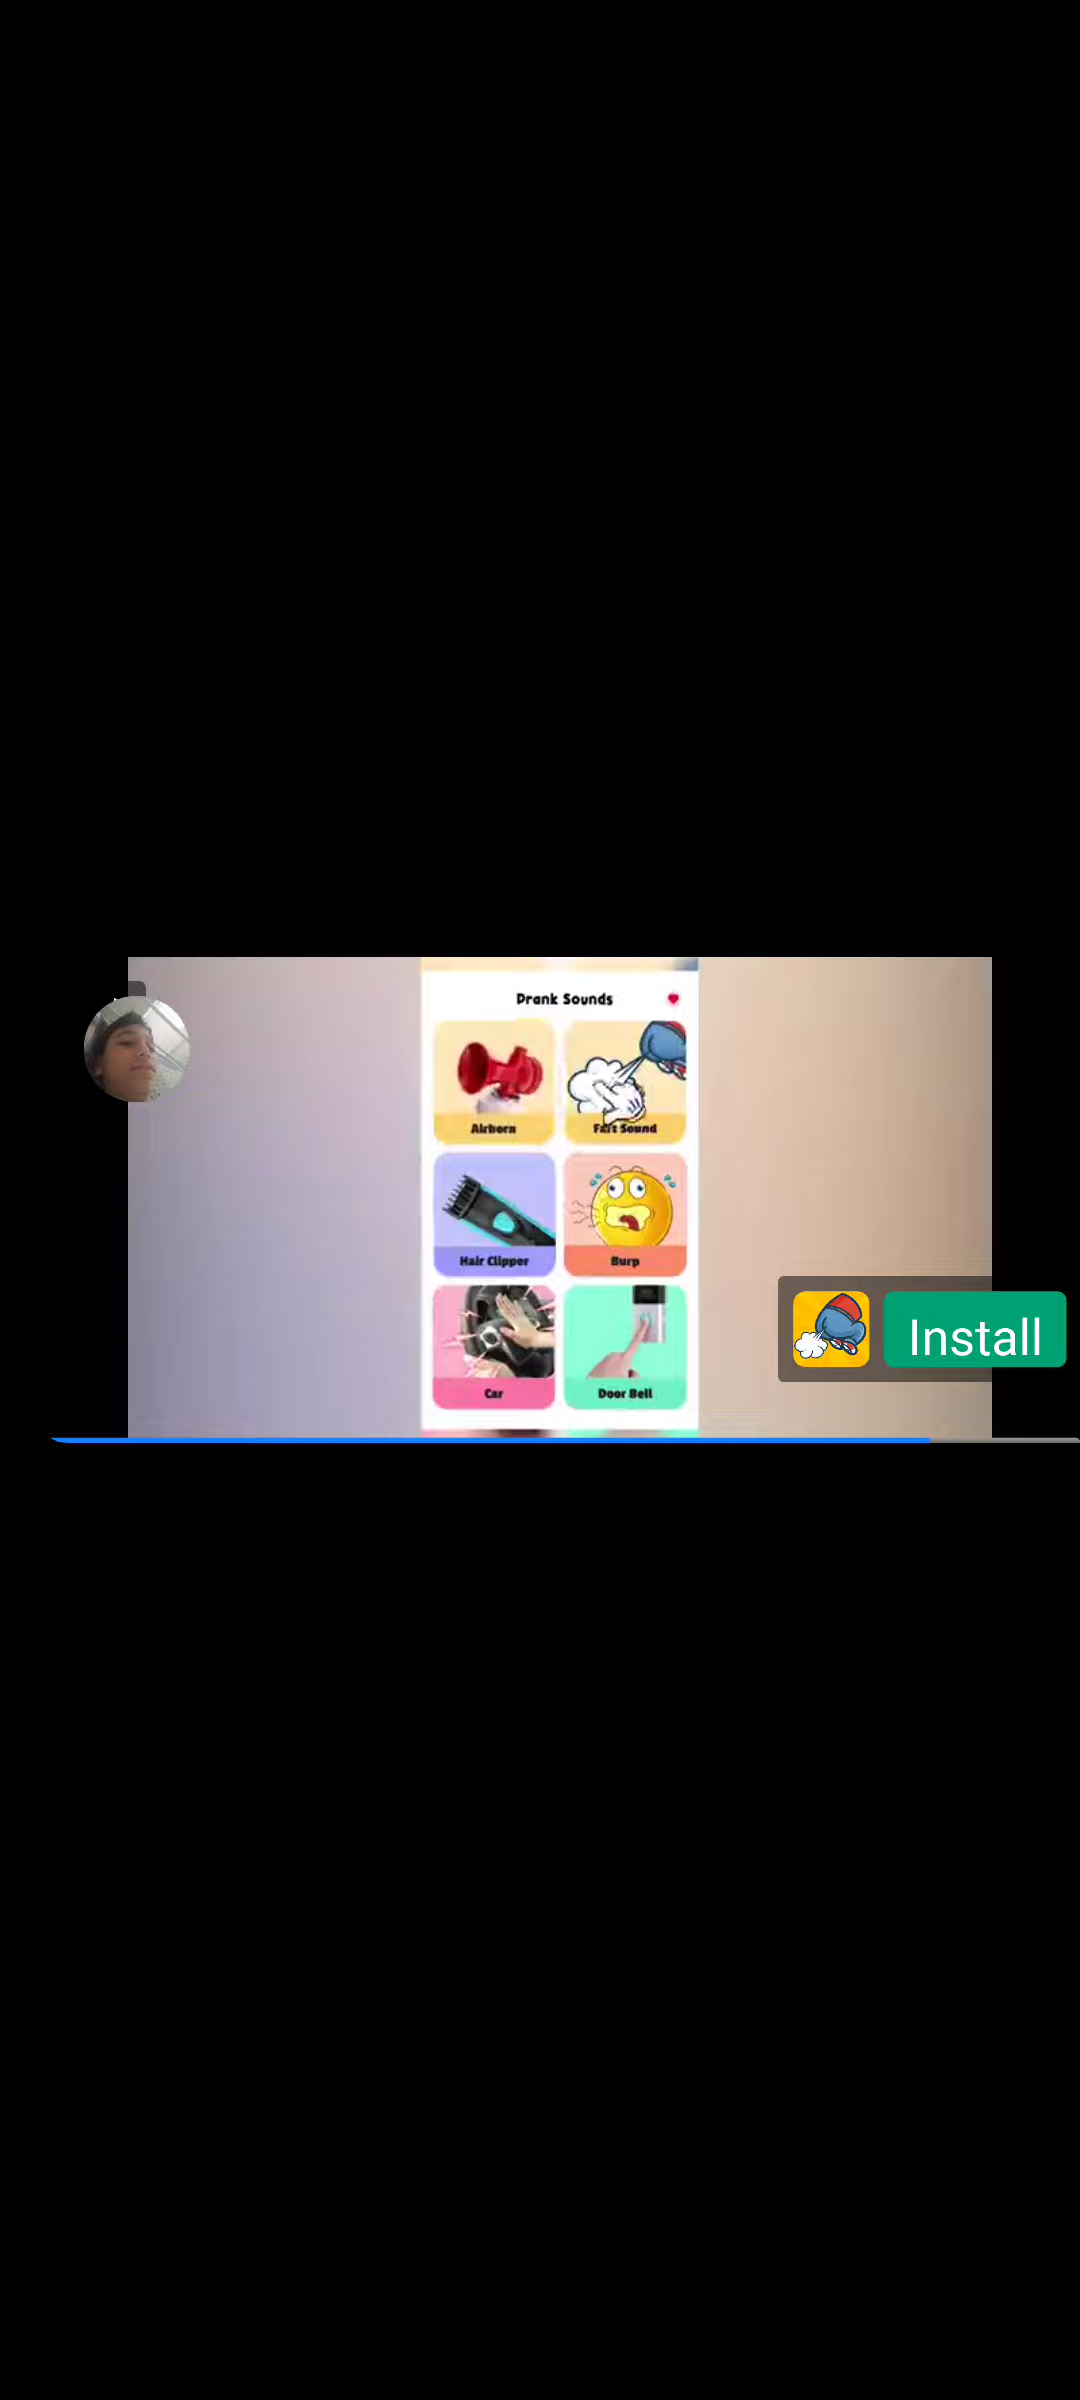 Prank Sounds
Airhorn
Fart Sound
Hair Clipper
Burp
Car
Door Bell
Install